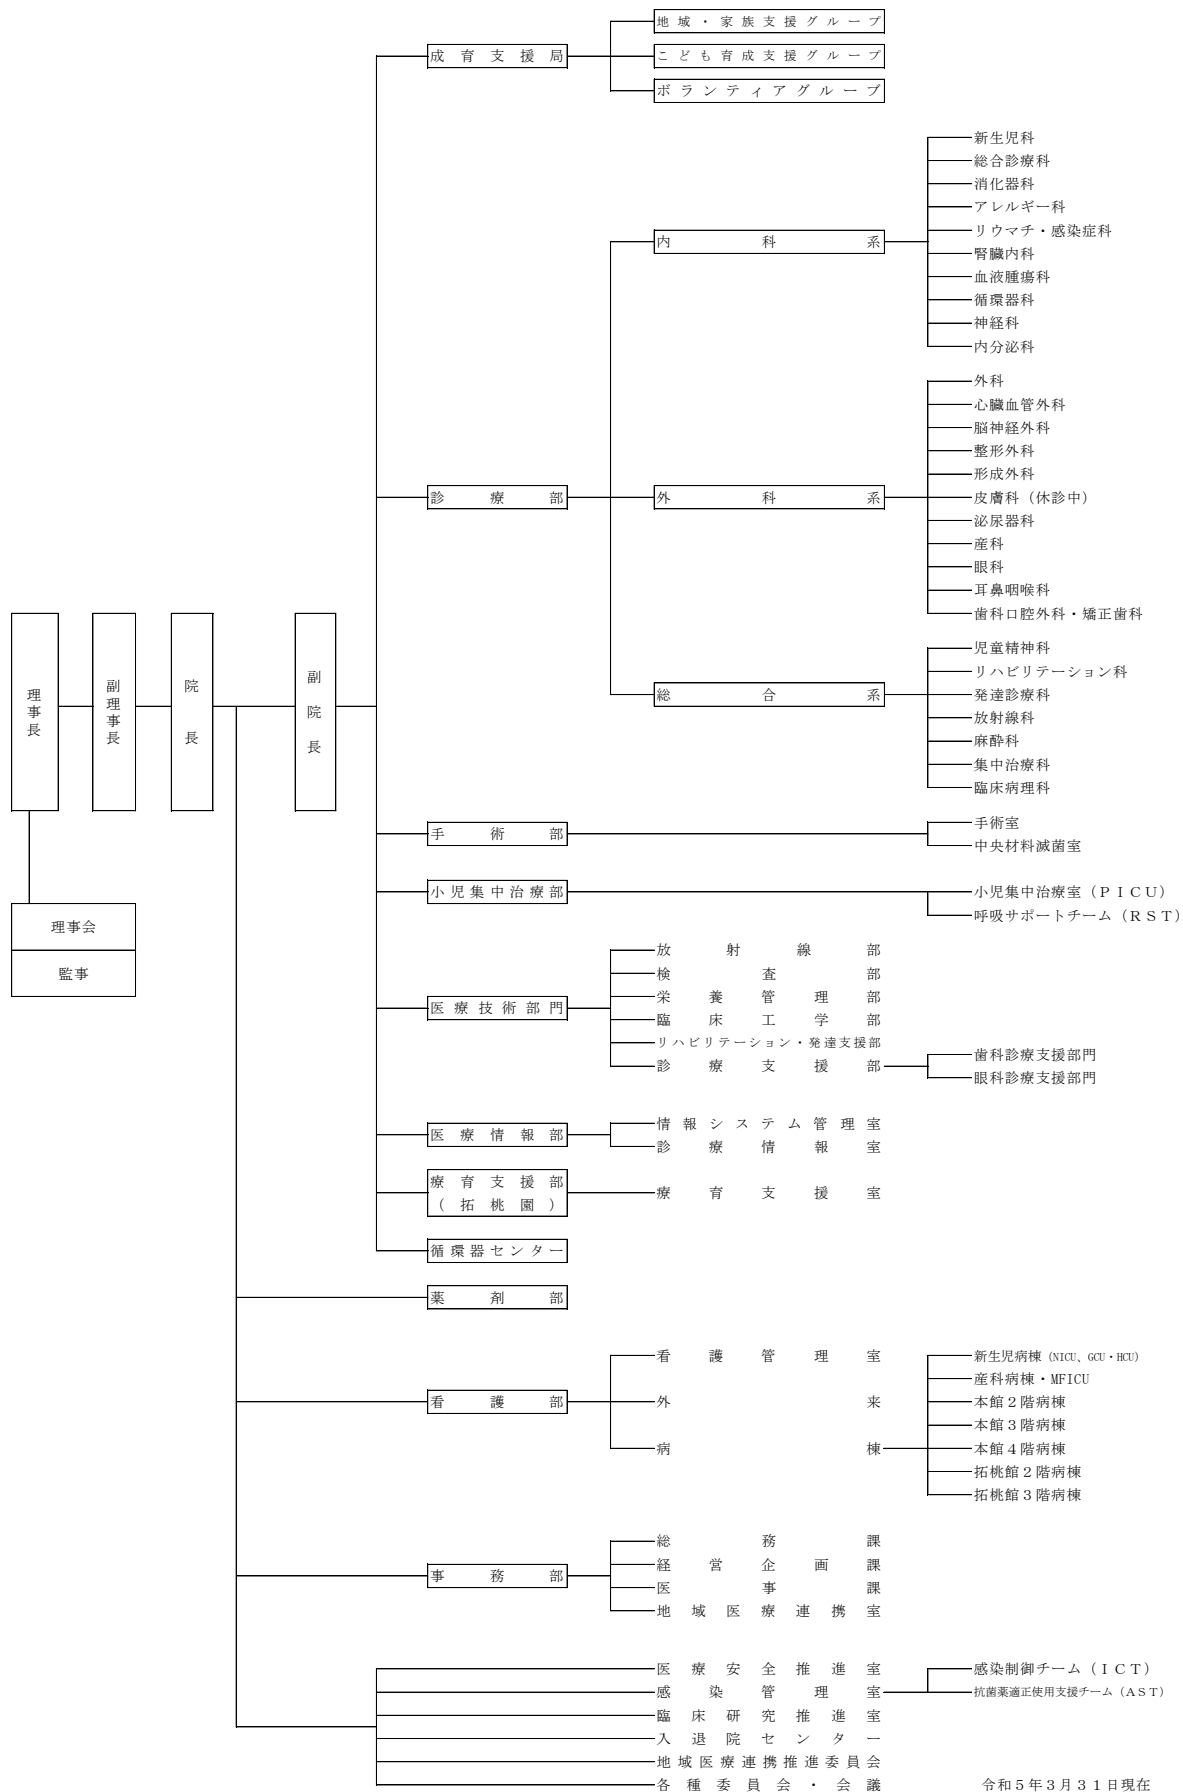 理事長
副理事長
院長
副院長
理事会
監事
成育支援局
地域・家族支援グループ
こども育成支援グループ
ボランティアグループ
診療部
内科系
新生児科
総合診療科
消化器科
アレルギー科
リウマチ・感染症科
腎臓内科
血液腫瘍科
循環器科
神経科
内分泌科
外科系
外科
心臓血管外科
脳神経外科
整形外科
形成外科
皮膚科（休診中）
泌尿器科
産科
眼科
耳鼻咽喉科
歯科口腔外科・矯正歯科
総合系
児童精神科
リハビリテーション科
発達診療科
放射線科
麻酔科
集中治療科
臨床病理科
手術部
手術室
中央材料滅菌室
小児集中治療部
小児集中治療室（ＰＩＣＵ）
呼吸サポートチーム（ＲＳＴ）
医療技術部門
放射線部
検査部
栄養管理部
臨床工学部
リハビリテーション・発達支援部
診療支援部
歯科診療支援部門
眼科診療支援部門
医療情報部
情報システム管理室
診療情報室
療育支援部
（拓桃園）
療育支援室
循環器センター
薬剤部
看護部
看護管理室
外来
病棟
新生児病棟（NICU、GCU・HCU）
産科病棟・MFICU
本館２階病棟
本館３階病棟
本館４階病棟
拓桃館２階病棟
拓桃館３階病棟
事務部
総務課
経営企画課
医事課
地域医療連携室
医療安全推進室
感染管理室
感染制御チーム（ＩＣＴ）
抗菌薬適正使用支援チーム（ＡＳＴ）
臨床研究推進室
入退院センター
地域医療連携推進委員会
各種委員会・会議
令和５年３月３１日現在